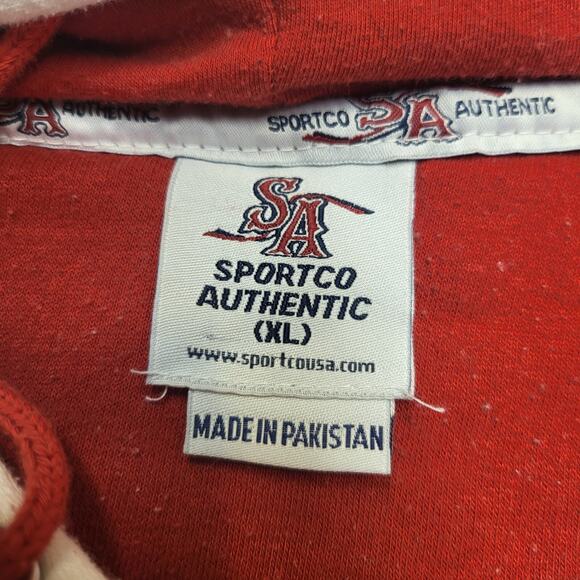 SA AUTHENTIC SPORTCO SA AUTHENTIC
SA
SPORTCO
AUTHENTIC
(XL)
www.sportcousa.com
MADE IN PAKISTAN